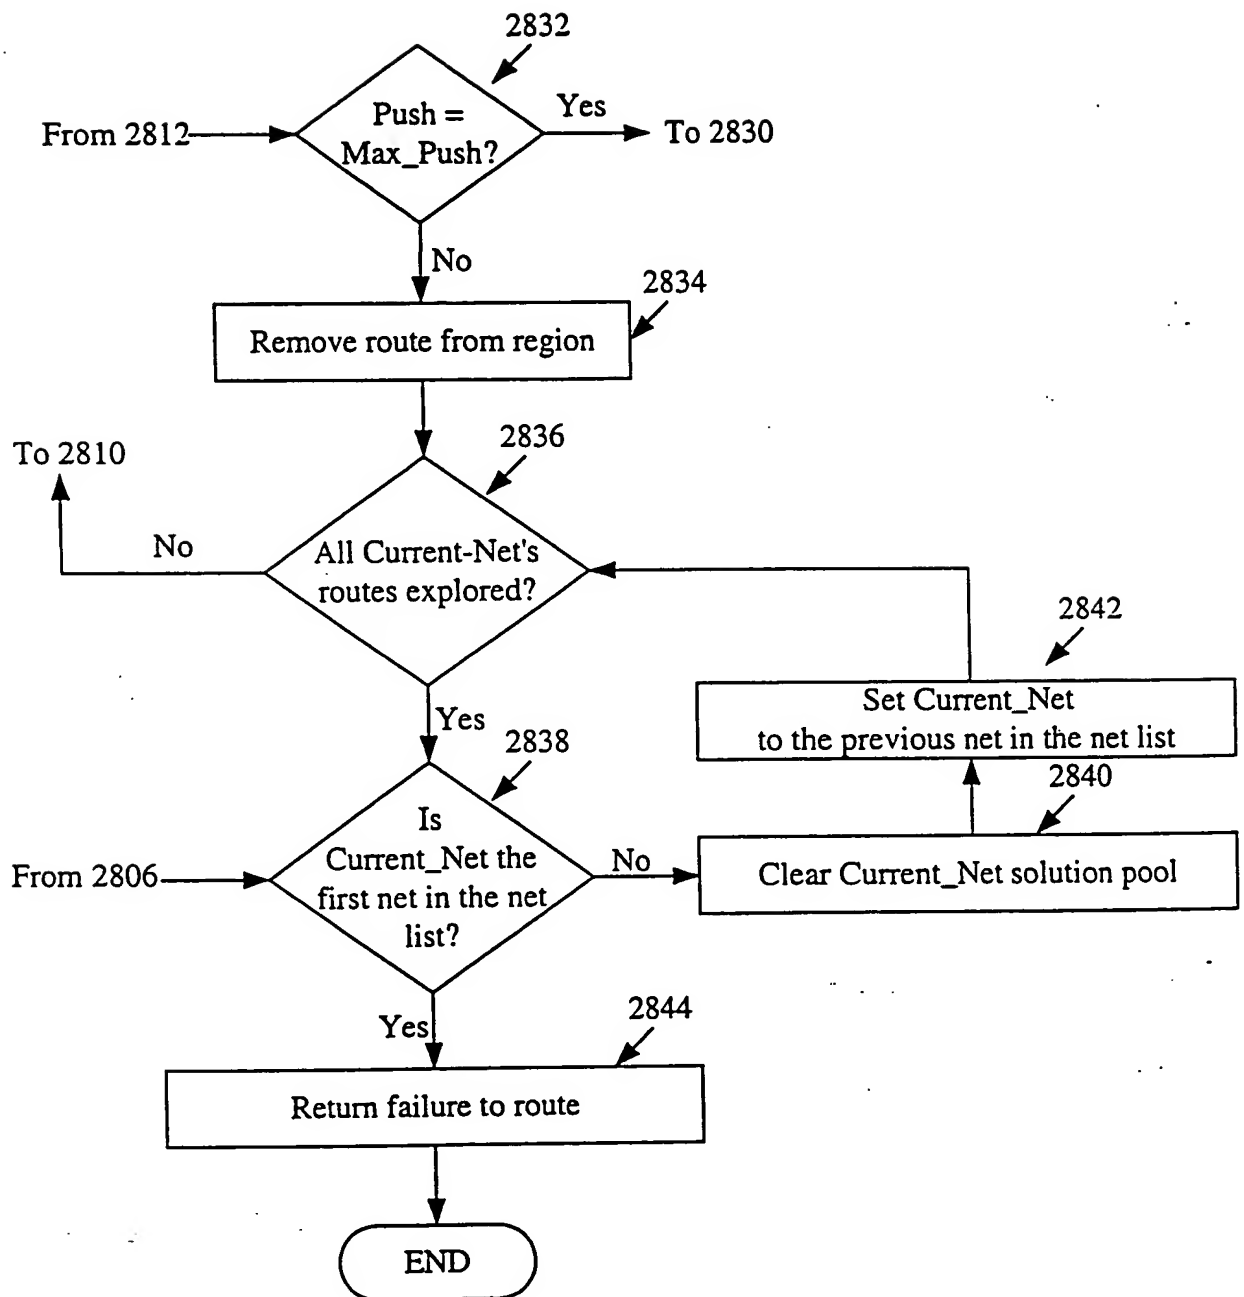 2832
Push =
Max_Push?
Yes
From 2812
To 2830
No
2834
Remove route from region
2836
To 2810
No
All Current-Net's
routes explored?
2842
Set Current_Net
to the previous net in the net list
Yes
2838
2840
Is
Current_Net the
first net in the net
list?
From 2806
No
Clear Current_Net solution pool
Yes
2844
Return failure to route
END